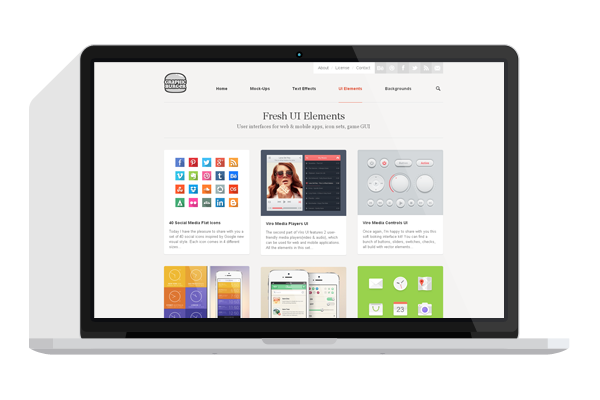 About
License
Contact
GRAPHIC
BURGER
Home
Mock-Ups
Text Effects
UI Elements
Backgrounds
Fresh UI Elements
User interfaces for web & mobile apps, icon sets, game GUI
40 Social Media Flat Icons
Today I have the pleasure to share with you a
set of 40 social icons inspired by Google new
visual style. Each icon comes in 4 different
sizes.
Viro Media Players UI
The second part of Viro UI features 2 user-
friendly media players(video & audio), which
can be used for web and mobile applications.
All the elements in this set
Viro Media Controls UI
Once again, I'm happy to share with you this
soft-looking interface kit! You can find a
bunch of buttons, sliders, switches, checks,
all build with vector elements
23